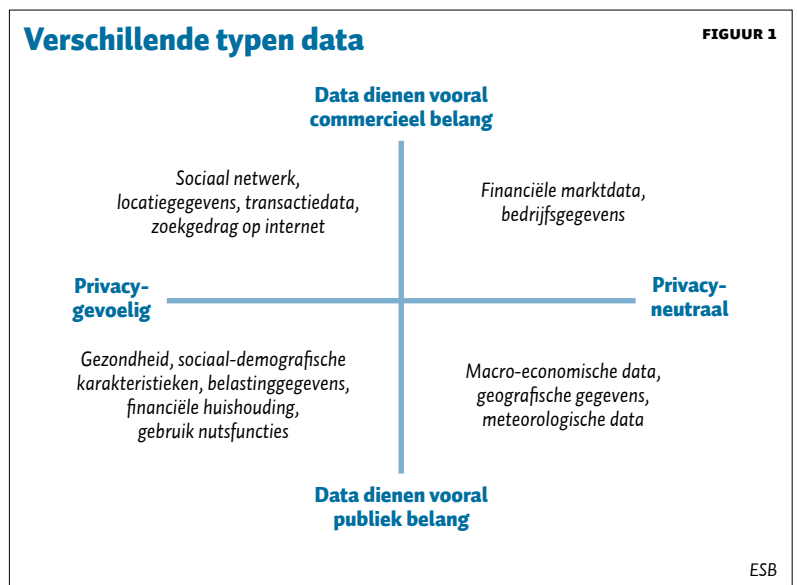 Verschillende typen data
FIGUUR 1
Data dienen vooral
commercieel belang
Sociaal netwerk,
locatiegegevens, transactiedata,
zoekgedrag op internet
Financiële marktdata,
bedrijfsgegevens
Privacy-
gevoelig
Privacy-
neutraal
Gezondheid, sociaal-demografische
karakteristieken, belastinggegevens,
financiële huishouding,
gebruik nutsfuncties
Macro-economische data,
geografische gegevens,
meteorologische data
Data dienen vooral
publiek belang
ESB